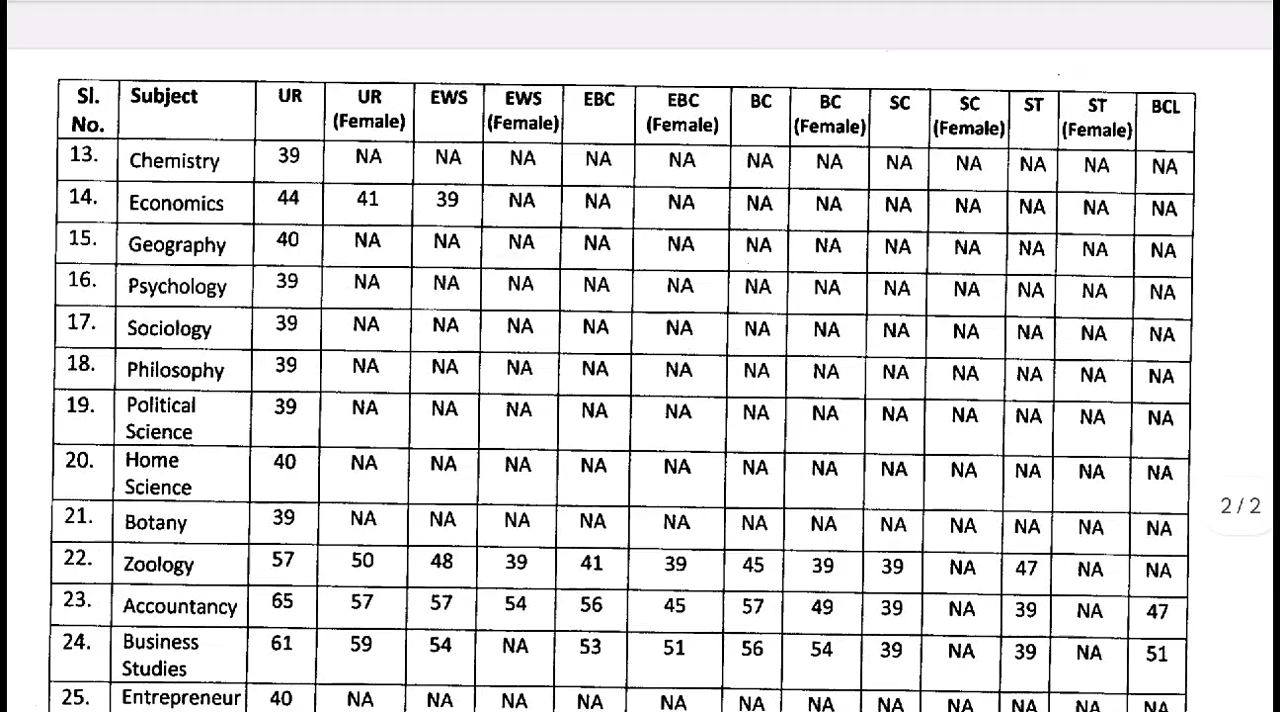 Sl. No. Subject UR UR (Female) EWS EWS (Female) EBC EBC (Female) BC BC (Female) SC SC (Female) ST ST (Female) BCL
13. Chemistry 39 NA NA NA NA NA NA NA NA NA NA NA NA
14. Economics 44 41 39 NA NA NA NA NA NA NA NA NA NA
15. Geography 40 NA NA NA NA NA NA NA NA NA NA NA NA
16. Psychology 39 NA NA NA NA NA NA NA NA NA NA NA NA
17. Sociology 39 NA NA NA NA NA NA NA NA NA NA NA NA
18. Philosophy 39 NA NA NA NA NA NA NA NA NA NA NA NA
19. Political Science 39 NA NA NA NA NA NA NA NA NA NA NA NA
20. Home Science 40 NA NA NA NA NA NA NA NA NA NA NA NA
21. Botany 39 NA NA NA NA NA NA NA NA NA NA NA NA
22. Zoology 57 50 48 39 41 39 45 39 39 NA 47 NA NA
23. Accountancy 65 57 57 54 56 45 57 49 39 NA 39 NA 47
24. Business Studies 61 59 54 NA 53 51 56 54 39 NA 39 NA 51
25. Entrepreneur 40 NA NA NA NA NA NA NA NA NA NA NA NA
2/2